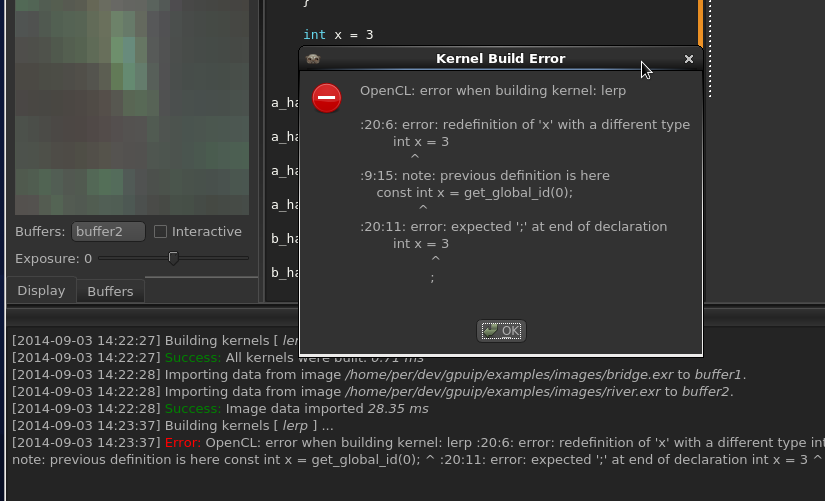 }
int x = 3
Kernel Build Error
OpenCL: error when building kernel: lerp
:20:6: error: redefinition of 'x' with a different type
int x = 3
^
:9:15: note: previous definition is here
const int x = get_global_id(0);
^
:20:11: error: expected ';' at end of declaration
int x = 3
^
;
OK
a_ha
a_ha
a_ha
a_ha
b_ha
b_ha
Buffers: buffer2 Interactive
Exposure: 0
Display Buffers
[2014-09-03 14:22:27] Building kernels [ ler
[2014-09-03 14:22:27] Success: All kernels were built. 0.71 ms
[2014-09-03 14:22:28] Importing data from image /home/per/dev/gpuip/examples/images/bridge.exr to buffer1.
[2014-09-03 14:22:28] Importing data from image /home/per/dev/gpuip/examples/images/river.exr to buffer2.
[2014-09-03 14:22:28] Success: Image data imported 28.35 ms
[2014-09-03 14:23:37] Building kernels [ lerp ] ...
[2014-09-03 14:23:37] Error: OpenCL: error when building kernel: lerp :20:6: error: redefinition of 'x' with a different type int
note: previous definition is here const int x = get_global_id(0); ^ :20:11: error: expected ';' at end of declaration int x = 3 ^